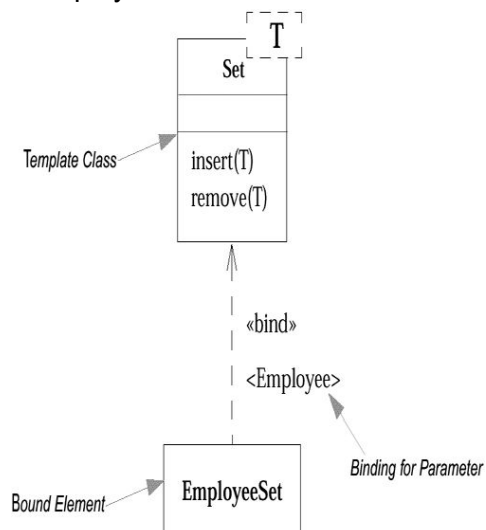 T
Set
Template Class
insert(T)
remove(T)
«bind»
<Employee>
Binding for Parameter
EmployeeSet
Bound Element